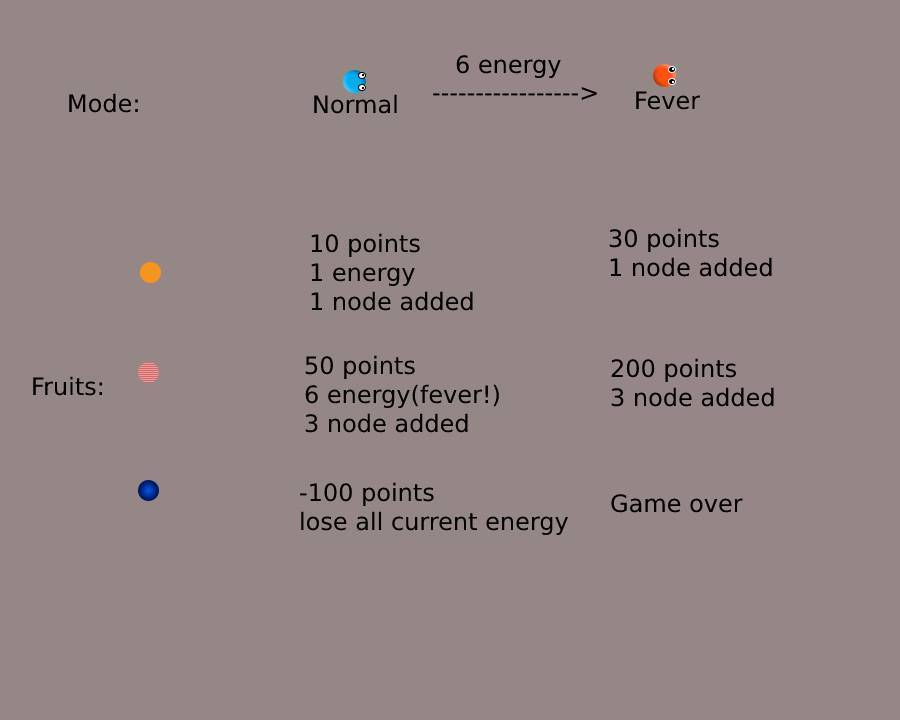 6 energy
Mode:
Normal
----------------->
Fever
10 points
1 energy
1 node added
30 points
1 node added
Fruits:
50 points
6 energy(fever!)
3 node added
200 points
3 node added
-100 points
lose all current energy
Game over